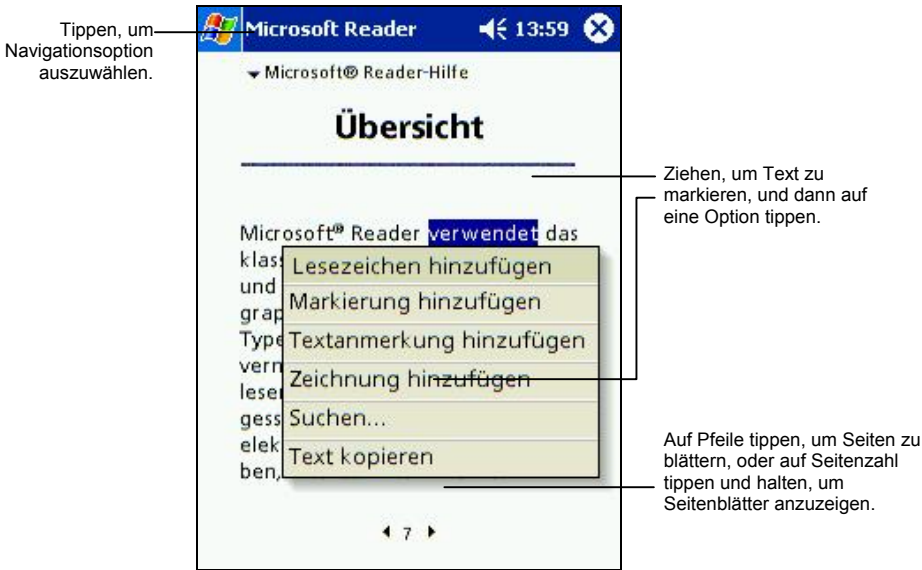 Tippen, um
Navigationsoption
auszuwählen.
Microsoft Reader 13:59
Microsoft® Reader-Hilfe
Übersicht
Ziehen, um Text zu
markieren, und dann auf
eine Option tippen.
Microsoft® Reader verwendet das
klass
und
grap
Type
vern
leser
gess
elek
ben,
Lesezeichen hinzufügen
Markierung hinzufügen
Textanmerkung hinzufügen
Zeichnung hinzufügen
Suchen...
Text kopieren
Auf Pfeile tippen, um Seiten zu
blättern, oder auf Seitenzahl
tippen und halten, um
Seitenblätter anzuzeigen.
7